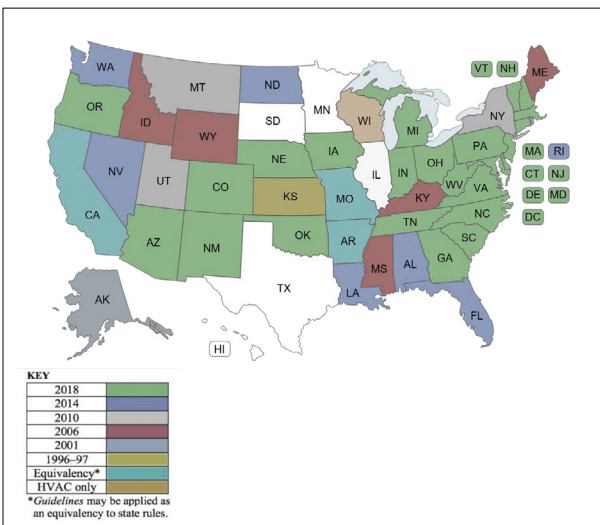 VT NH ME
WA MT ND MN
OR ID SD WI MI NY
WY
NV NE IA PA MA RI
UT CO IL IN OH CT NJ
CA KS MO WV VA DE MD
KY
AZ NM OK AR TN NC DC
SC
MS AL GA
TX LA
AK FL
HI
KEY
2018
2014
2010
2006
2001
1996–97
Equivalency*
HVAC only
*Guidelines may be applied as
an equivalency to state rules.